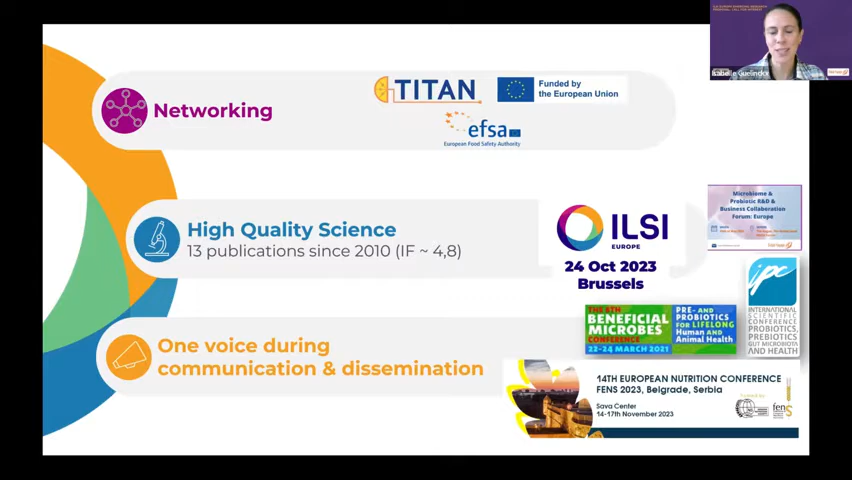 Networking
TITAN
Funded by
the European Union
efsa
European Food Safety Authority
High Quality Science
13 publications since 2010 (IF ~ 4,8)
ILSI
EUROPE
24 Oct 2023
Brussels
Microbiome &
Probiotic R&D &
Business Collaboration
Forum: Europe
ipc
INTERNATIONAL
SCIENTIFIC
CONFERENCE
PROBIOTICS,
PREBIOTICS
GUT MICROBIOTA
AND HEALTH
THE 8TH
BENEFICIAL
MICROBES
CONFERENCE
22-24 MARCH 2021
PRE- AND
PROBIOTICS
FOR LIFELONG
Human and
Animal Health
One voice during
communication & dissemination
14TH EUROPEAN NUTRITION CONFERENCE
FENS 2023, Belgrade, Serbia
Sava Center
14-17th November 2023
fens